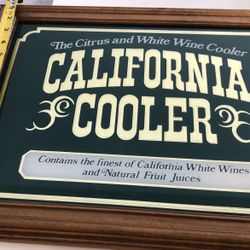 The Citrus and White Wine Cooler
CALIFORNIA
COOLER
Contains the finest of California White Wines
and Natural Fruit Juices